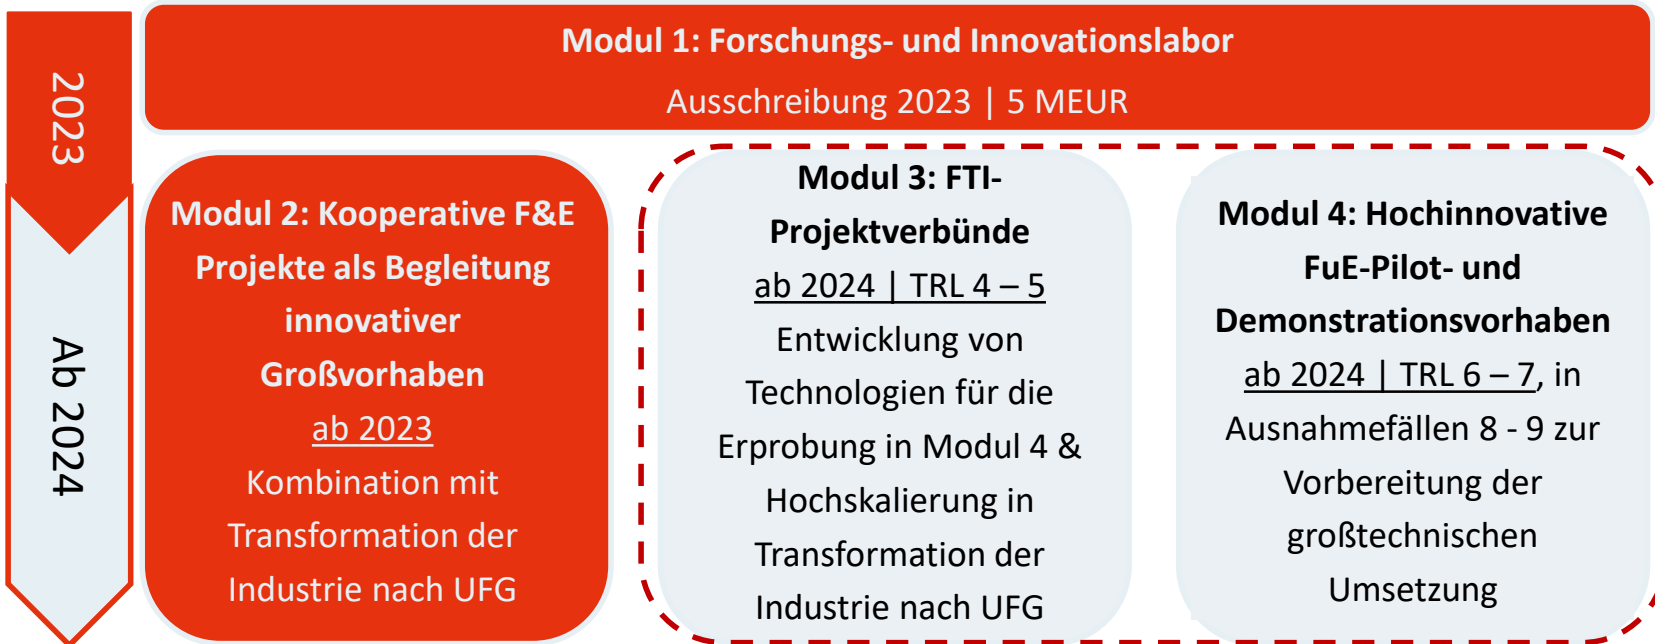 2023
Ab 2024
Modul 1: Forschungs- und Innovationslabor
Ausschreibung 2023 | 5 MEUR
Modul 2: Kooperative F&E
Projekte als Begleitung
innovativer
Großvorhaben
ab 2023
Kombination mit
Transformation der
Industrie nach UFG
Modul 3: FTI-
Projektverbünde
ab 2024 | TRL 4 – 5
Entwicklung von
Technologien für die
Erprobung in Modul 4 &
Hochskalierung in
Transformation der
Industrie nach UFG
Modul 4: Hochinnovative
FuE-Pilot- und
Demonstrationsvorhaben
ab 2024 | TRL 6 – 7, in
Ausnahmefällen 8 - 9 zur
Vorbereitung der
großtechnischen
Umsetzung